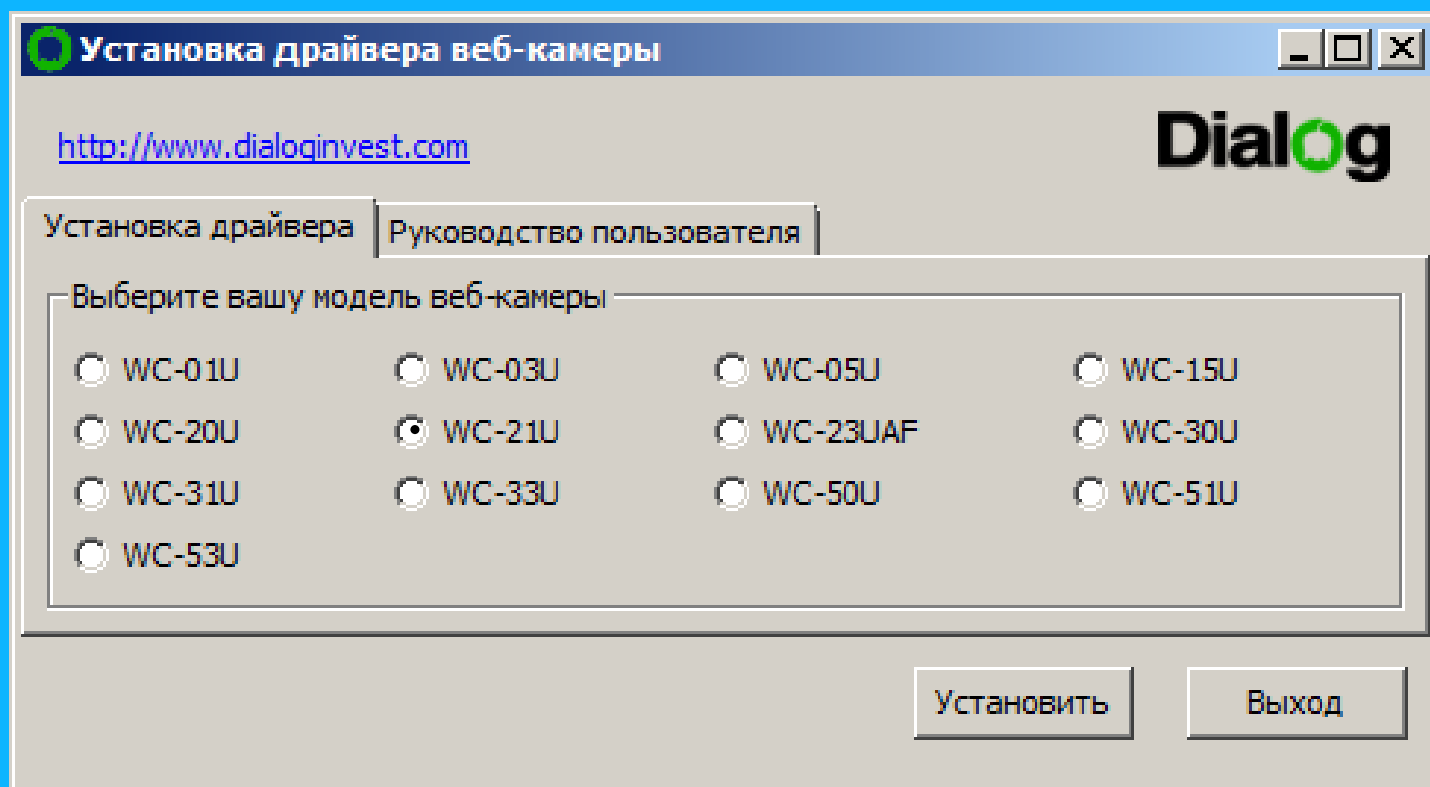 Установка драйвера веб-камеры
http://www.dialoginvest.com
Dialog
Установка драйвера Руководство пользователя
Выберите вашу модель веб-камеры
WC-01U WC-03U WC-05U WC-15U
WC-20U WC-21U WC-23UAF WC-30U
WC-31U WC-33U WC-50U WC-51U
WC-53U
Установить Выход